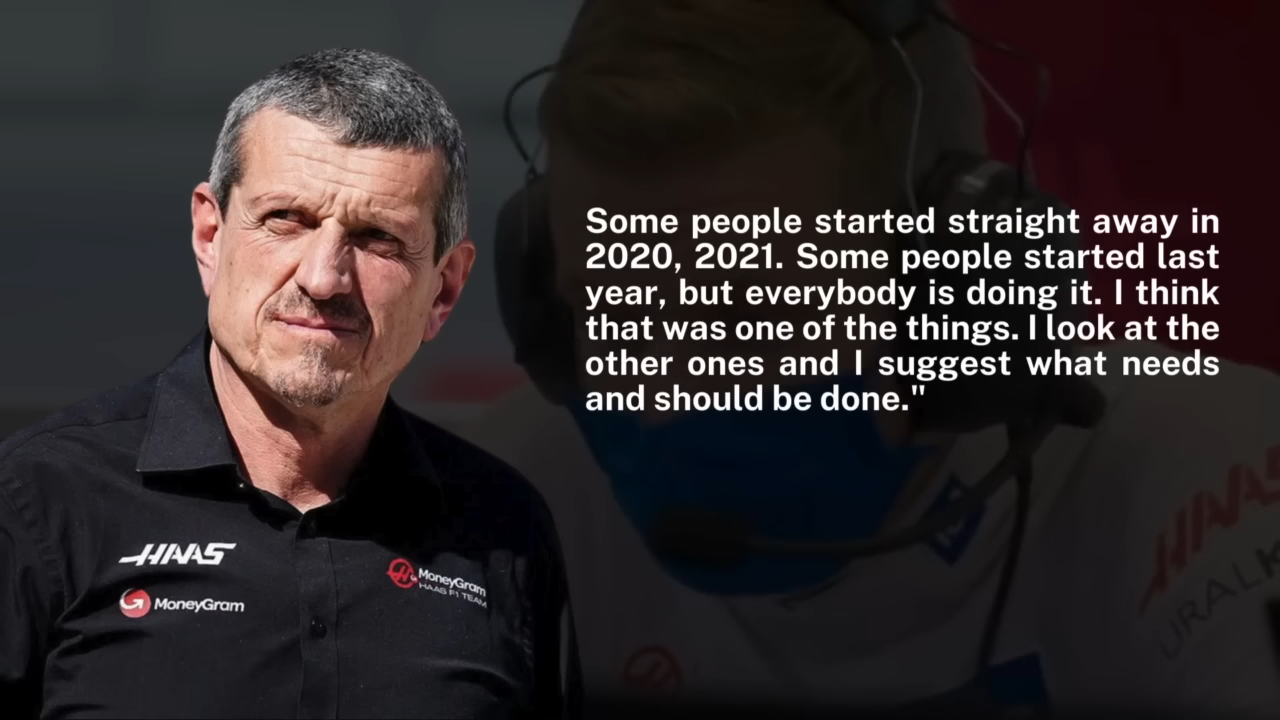 Some people started straight away in
2020, 2021. Some people started last
year, but everybody is doing it. I think
that was one of the things. I look at the
other ones and I suggest what needs
and should be done."
HAAS
MoneyGram
MoneyGram
HAAS F1 TEAM
HAAS
URALK